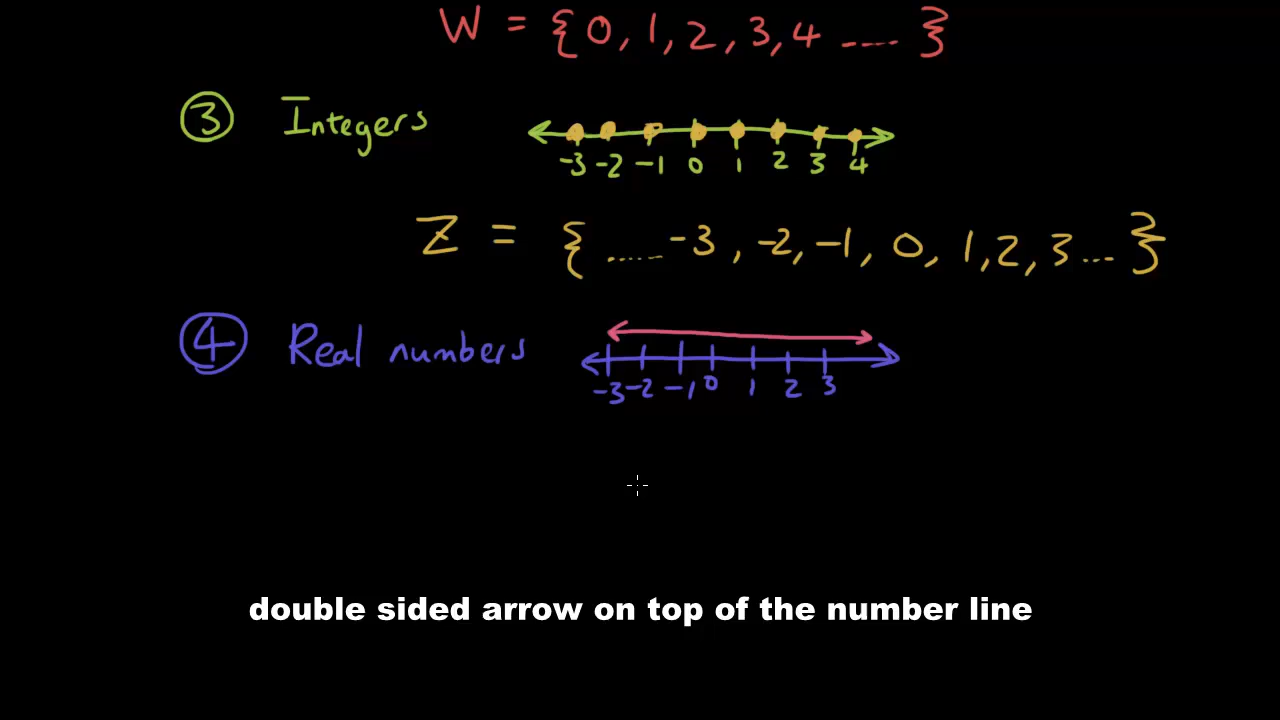 W = {0, 1, 2, 3, 4 .....}
3 Integers
-3 -2 -1 0 1 2 3 4
Z = {..... -3, -2, -1, 0, 1, 2, 3 ...}
4 Real numbers
-3 -2 -1 0 1 2 3
double sided arrow on top of the number line